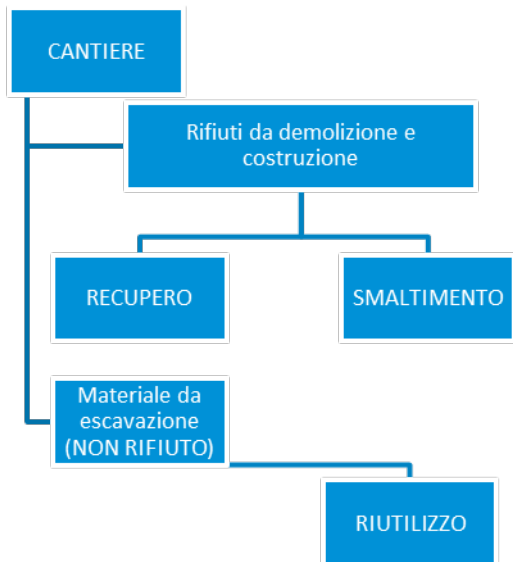 CANTIERE
Rifiuti da demolizione e
costruzione
RECUPERO
SMALTIMENTO
Materiale da
escavazione
(NON RIFIUTO)
RIUTILIZZO